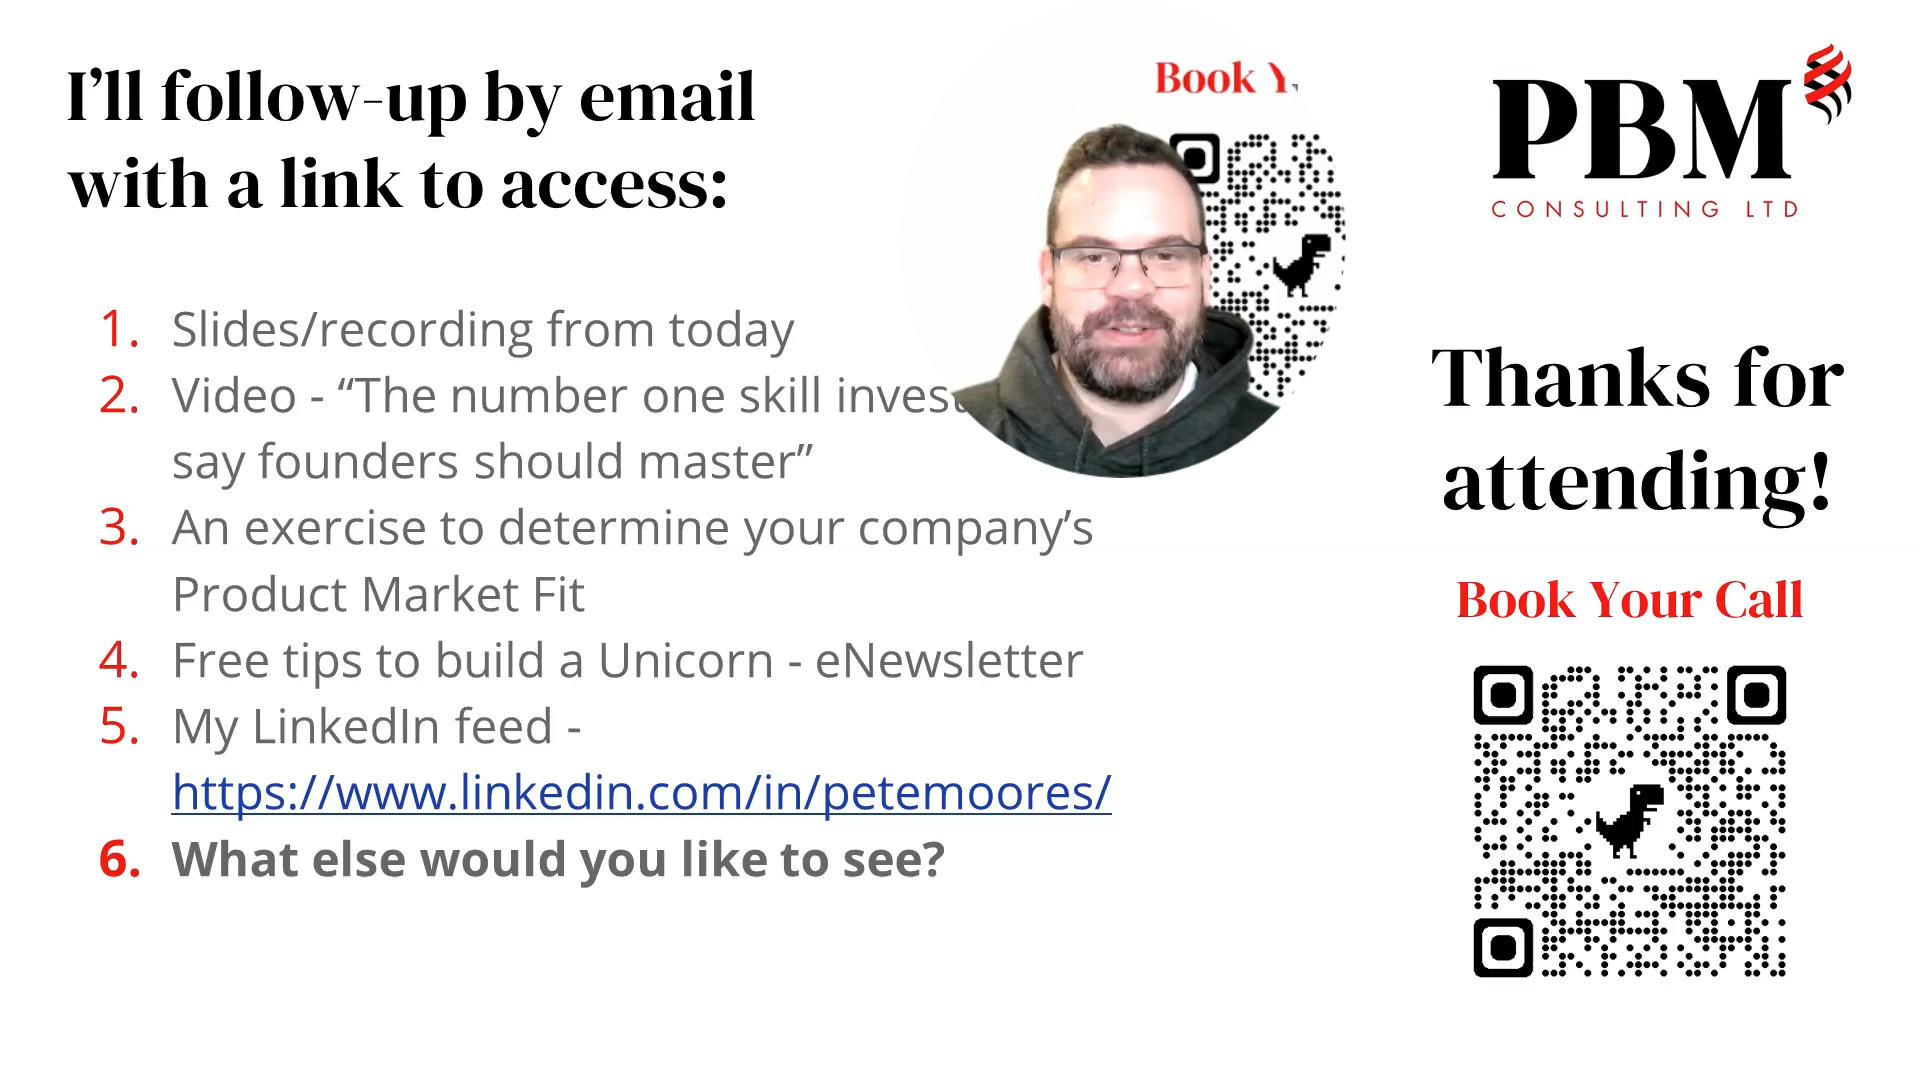 I’ll follow-up by email
with a link to access:
1. Slides/recording from today
2. Video - “The number one skill
say founders should master”
3. An exercise to determine your company’s
Product Market Fit
4. Free tips to build a Unicorn - eNewsletter
5. My LinkedIn feed -
https://www.linkedin.com/in/petemoores/
6. What else would you like to see?
Book
PBM
CONSULTING LTD
Thanks for
attending!
Book Your Call